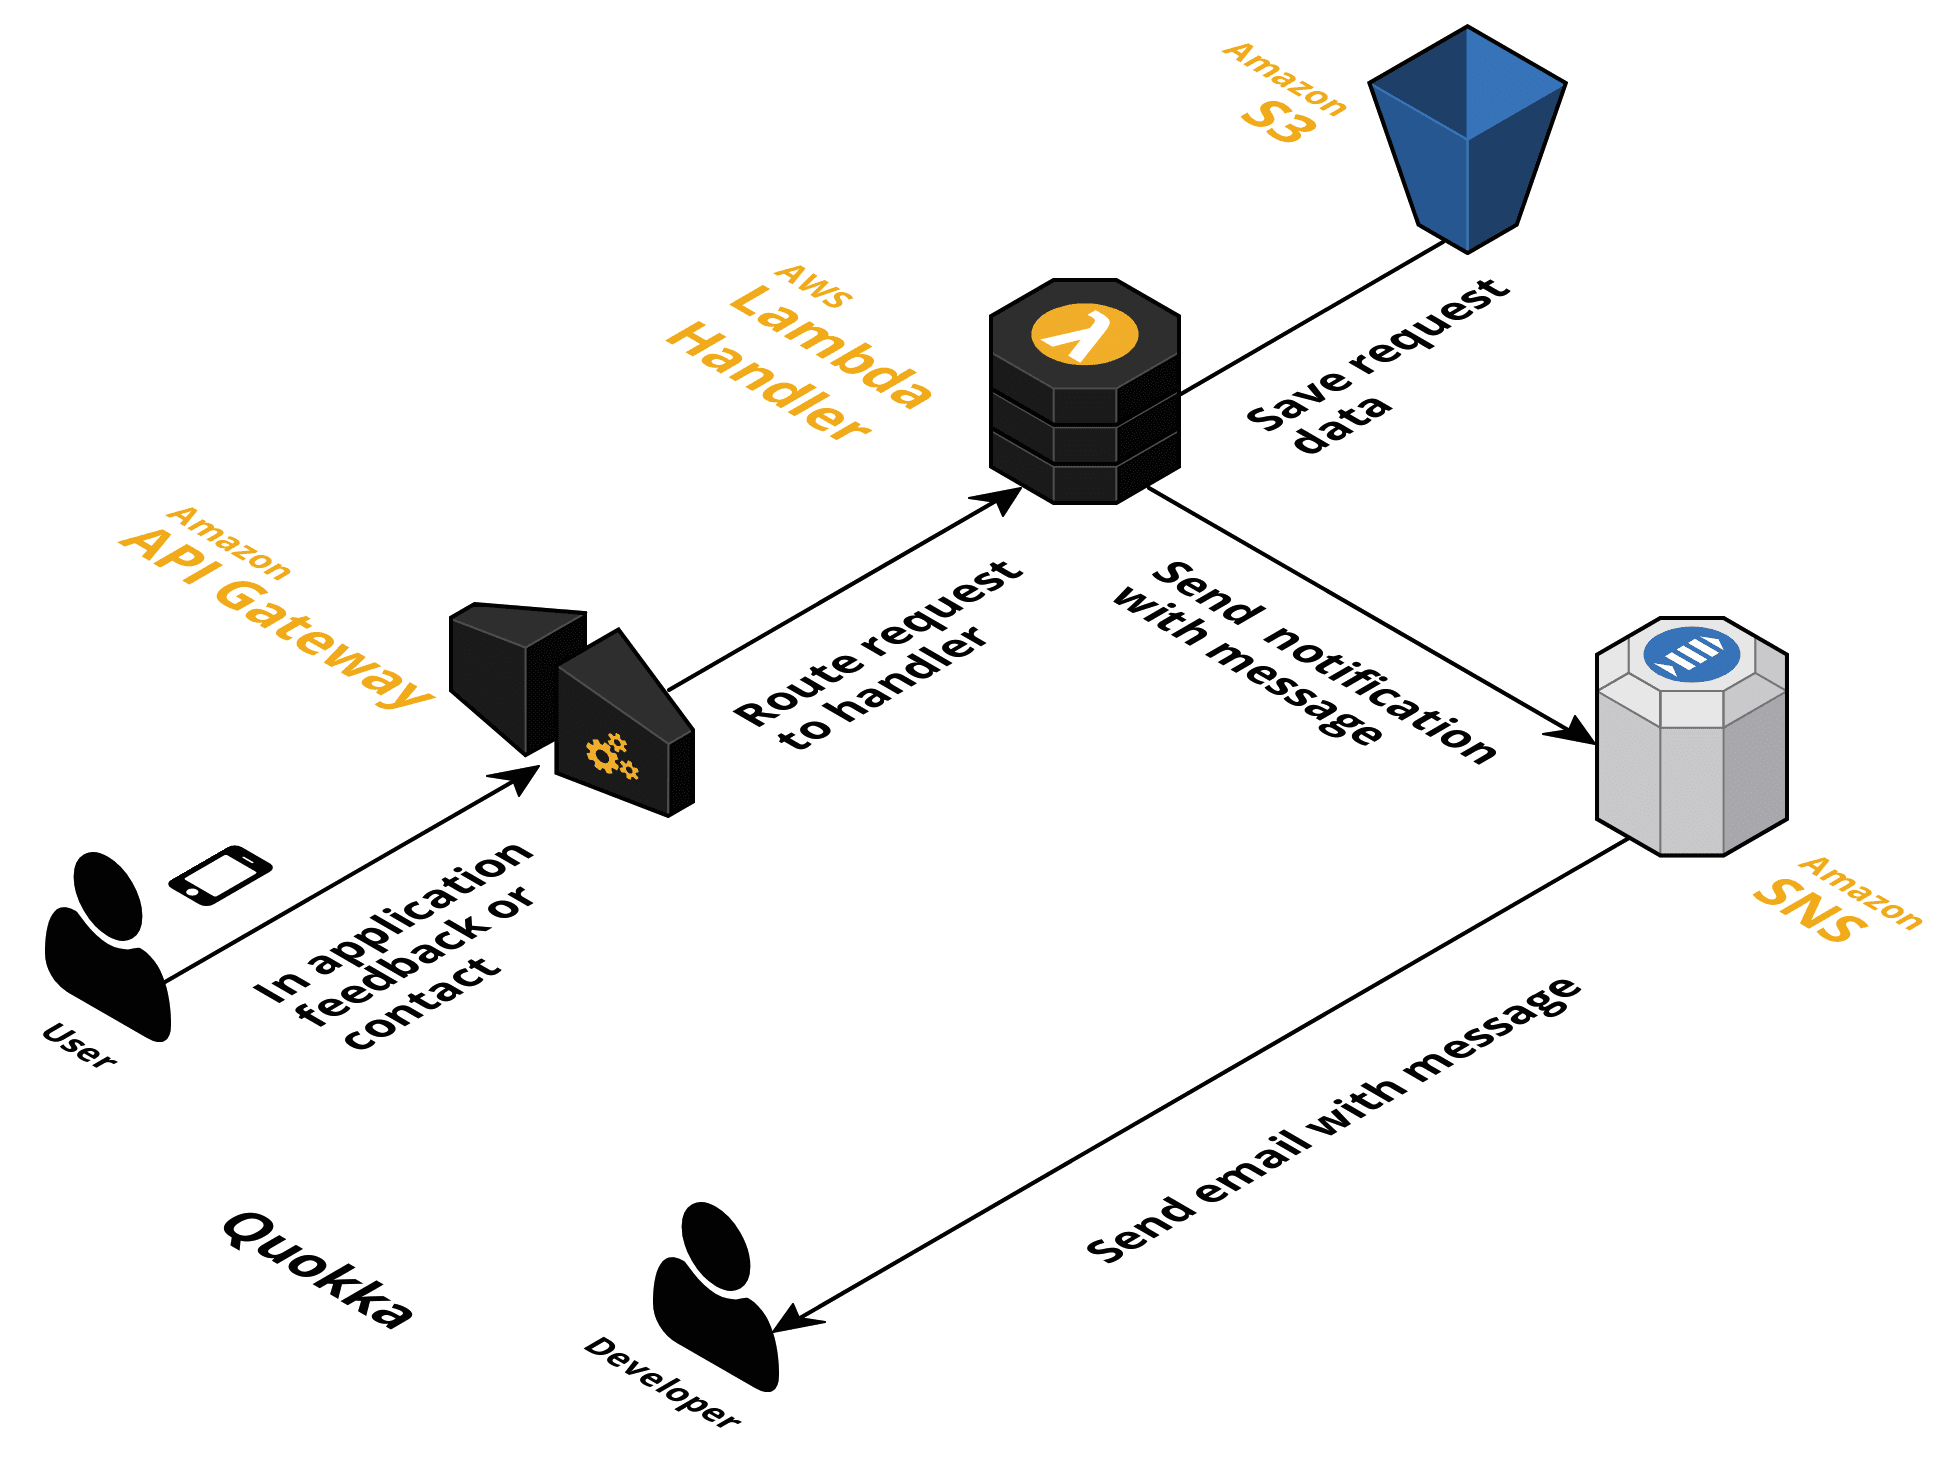 Amazon
S3
AWS
Lambda
Handler
Save request
data
Amazon
API Gateway
Route request
to handler
Send notification
with message
Amazon
SNS
In application
feedback or
contact
User
Send email with message
Quokka
Developer